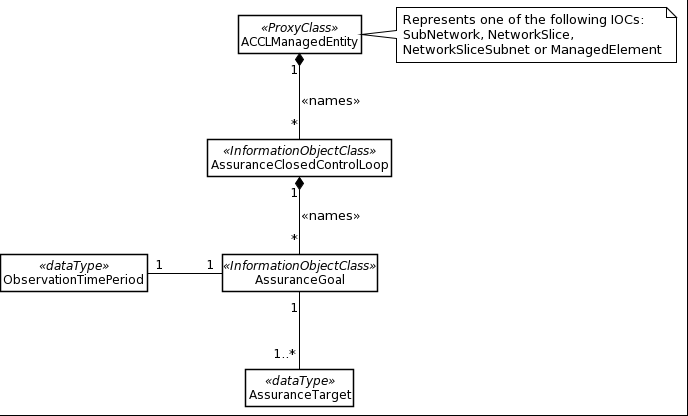 «ProxyClass»
ACCLManagedEntity
Represents one of the following IOCs:
SubNetwork, NetworkSlice,
NetworkSliceSubnet or ManagedElement
1
«names»
*
«InformationObjectClass»
AssuranceClosedControlLoop
1
«names»
*
«dataType»
ObservationTimePeriod
1
1
«InformationObjectClass»
AssuranceGoal
1
1..*
«dataType»
AssuranceTarget